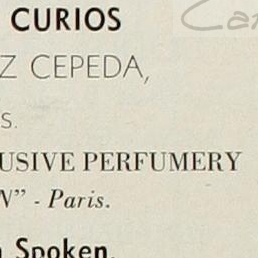 CURIOS
Z CEPEDA,
s.
USIVE PERFUMERY
N” - Paris.
Spoken.